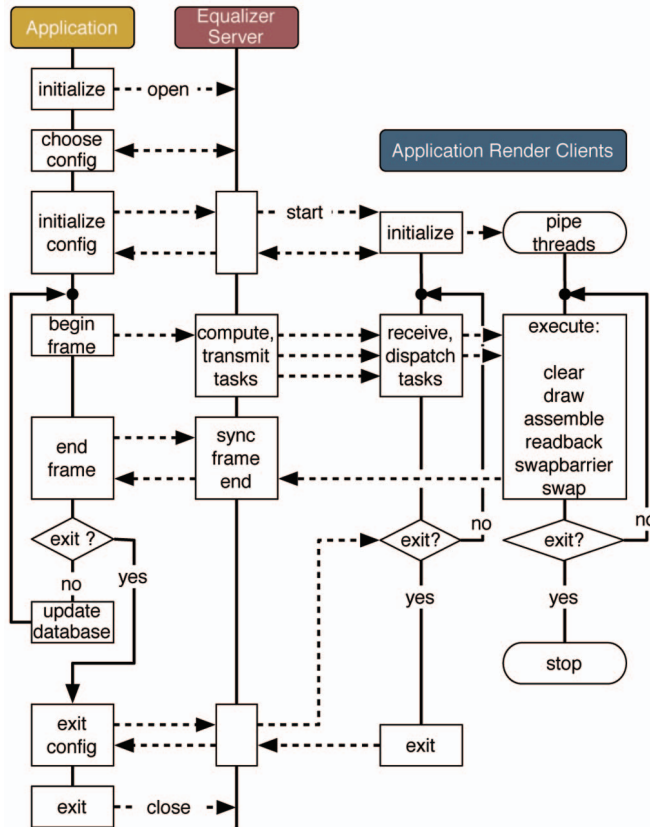 Application
Equalizer
Server
initialize
open
choose
config
Application Render Clients
initialize
config
start
initialize
pipe
threads
begin
frame
compute,
transmit
tasks
receive,
dispatch
tasks
execute:
clear
draw
assemble
readback
swapbarrier
swap
end
frame
sync
frame
end
no
no
exit ?
exit?
exit?
no
yes
yes
yes
update
database
stop
exit
config
exit
exit
close